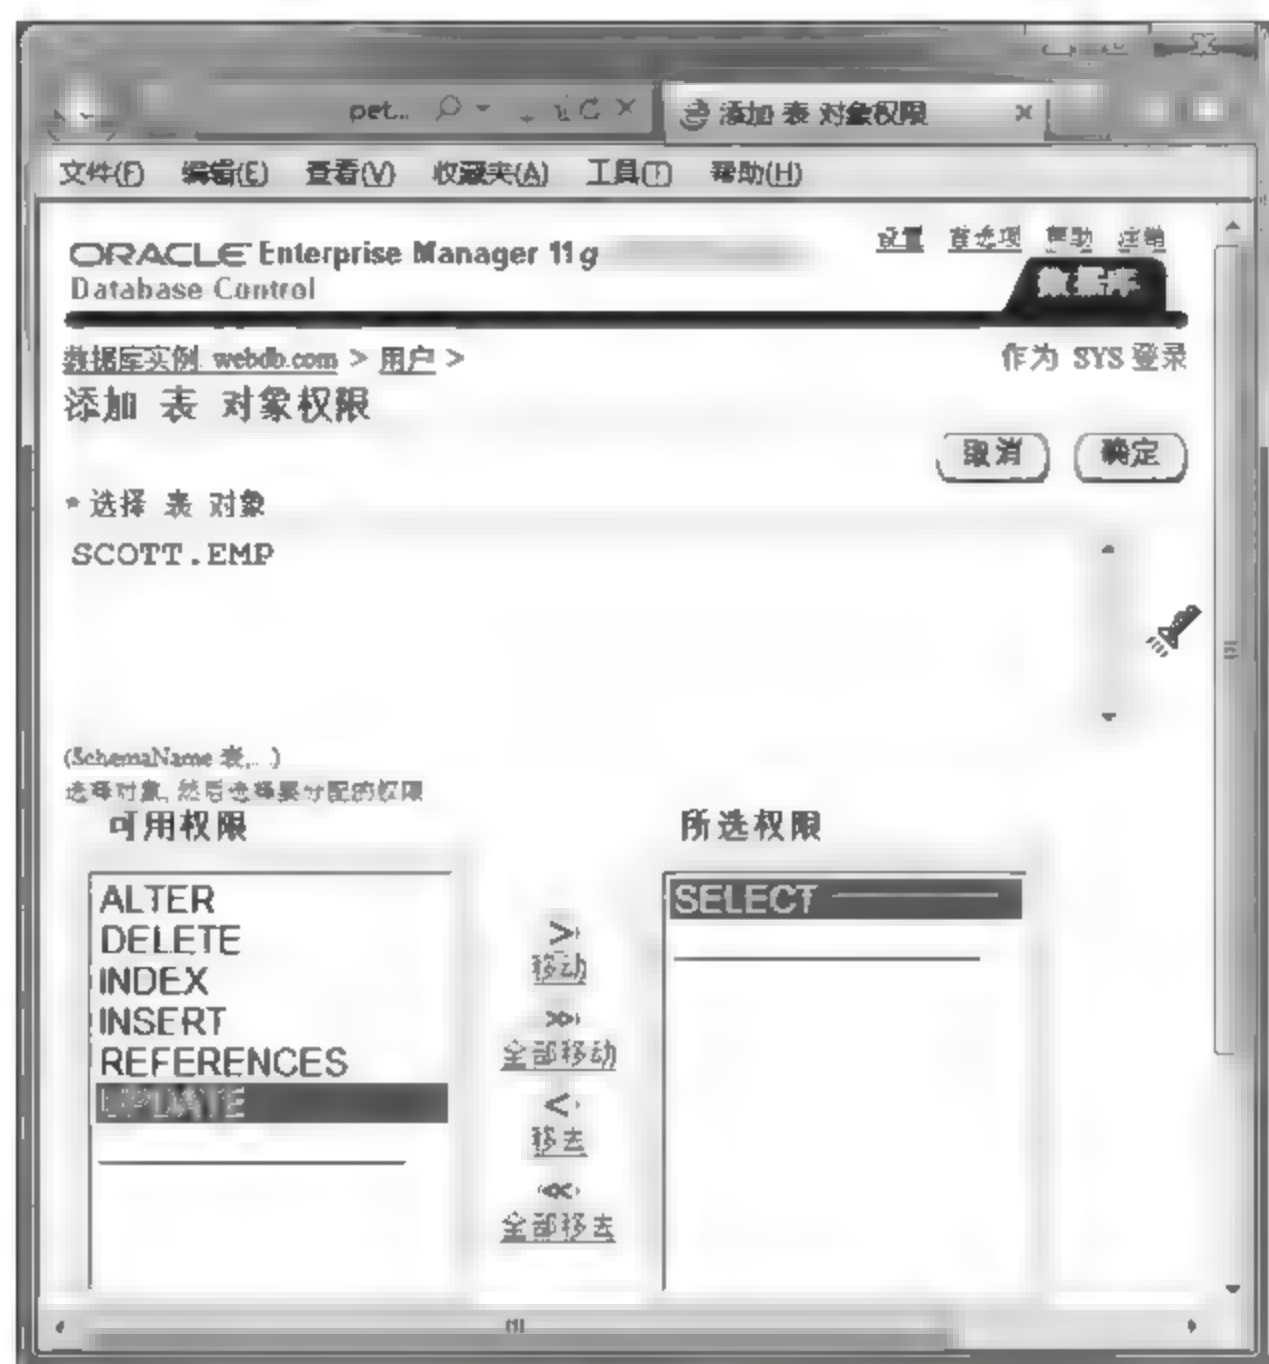 pet..
添加 表 对象权限
文件(F) 编辑(E) 查看(V) 收藏夹(A) 工具(T) 帮助(H)
设置 首选项 帮助 注销
ORACLE Enterprise Manager 11g
Database Control
数据库
数据库实例: webdb.com > 用户 >
作为 SYS 登录
添加 表 对象权限
取消 确定
* 选择 表 对象
SCOTT.EMP
(SchemaName 表,...)
选择对象, 然后选择要分配的权限
可用权限 所选权限
ALTER
DELETE
INDEX
INSERT
REFERENCES
UPDATE
移动
全部移动
移去
全部移去
SELECT